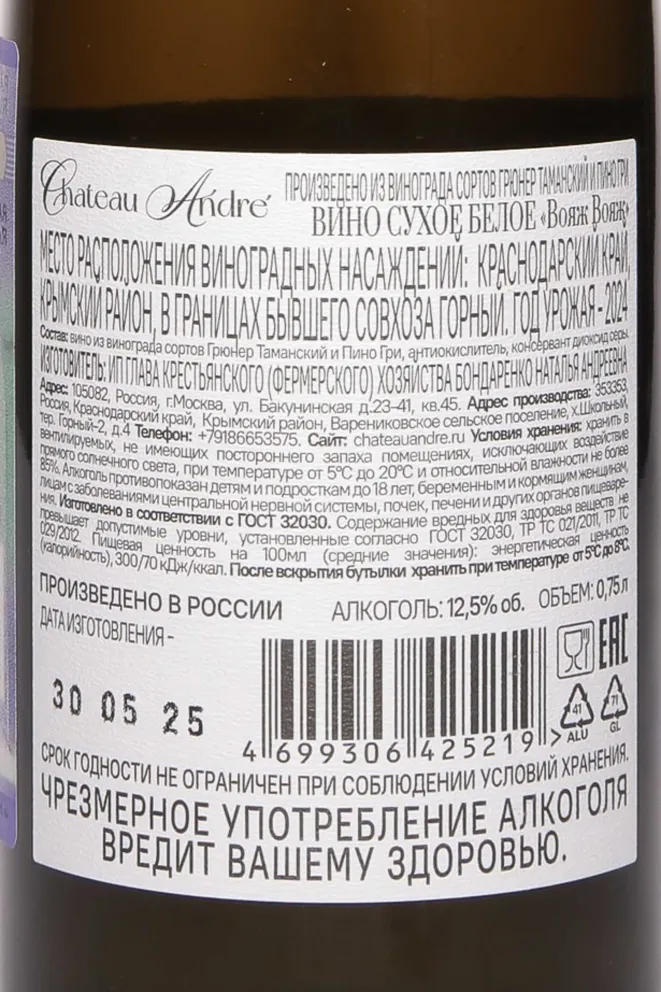 Chateau André
ПРОИЗВЕДЕНО ИЗ ВИНОГРАДА СОРТОВ ГРЮНЕР ТАМАНСКИЙ И ПИНО ГРИ
ВИНО СУХОЕ БЕЛОЕ «Вояж Вояж»
МЕСТО РАСПОЛОЖЕНИЯ ВИНОГРАДНЫХ НАСАЖДЕНИЙ: КРАСНОДАРСКИЙ КРАЙ,
КРЫМСКИЙ РАЙОН, В ГРАНИЦАХ БЫВШЕГО СОВХОЗА ГОРНЫЙ. ГОД УРОЖАЯ - 2024
Состав: вино из винограда сортов Грюнер Таманский и Пино Гри, антиокислитель, консервант диоксид серы.
ИЗГОТОВИТЕЛЬ: ИП ГЛАВА КРЕСТЬЯНСКОГО (ФЕРМЕРСКОГО) ХОЗЯЙСТВА БОНДАРЕНКО НАТАЛЬЯ АНДРЕЕВНА
Адрес: 105082, Россия, г.Москва, ул. Бакунинская д.23-41, кв.45. Адрес производства: 353353,
Россия, Краснодарский край, Крымский район, Варениковское сельское поселение, х.Школьный,
тер. Горный-2, д.4 Телефон: +79186653575. Сайт: chateauandre.ru Условия хранения: хранить в
вентилируемых, не имеющих постороннего запаха помещениях, исключающих воздействие
прямого солнечного света, при температуре от 5°С до 20°С и относительной влажности не более
85%. Алкоголь противопоказан детям и подросткам до 18 лет, беременным и кормящим женщинам,
лицам с заболеваниями центральной нервной системы, почек, печени и других органов пищеваре-
ния. Изготовлено в соответствии с ГОСТ 32030. Содержание вредных для здоровья веществ не
превышает допустимые уровни, установленные согласно ГОСТ 32030, ТР ТС 021/2011, ТР ТС
029/2012. Пищевая ценность на 100мл (средние значения): энергетическая ценность
(калорийность), 300/70 кДж/ккал. После вскрытия бутылки хранить при температуре от 5°С до 8°С.
ПРОИЗВЕДЕНО В РОССИИ АЛКОГОЛЬ: 12,5% об. ОБЪЕМ: 0,75 л
ДАТА ИЗГОТОВЛЕНИЯ -
30 05 25
EAC
41
ALU
71
GL
4 699306 425219 >
СРОК ГОДНОСТИ НЕ ОГРАНИЧЕН ПРИ СОБЛЮДЕНИИ УСЛОВИЙ ХРАНЕНИЯ.
ЧРЕЗМЕРНОЕ УПОТРЕБЛЕНИЕ АЛКОГОЛЯ
ВРЕДИТ ВАШЕМУ ЗДОРОВЬЮ.